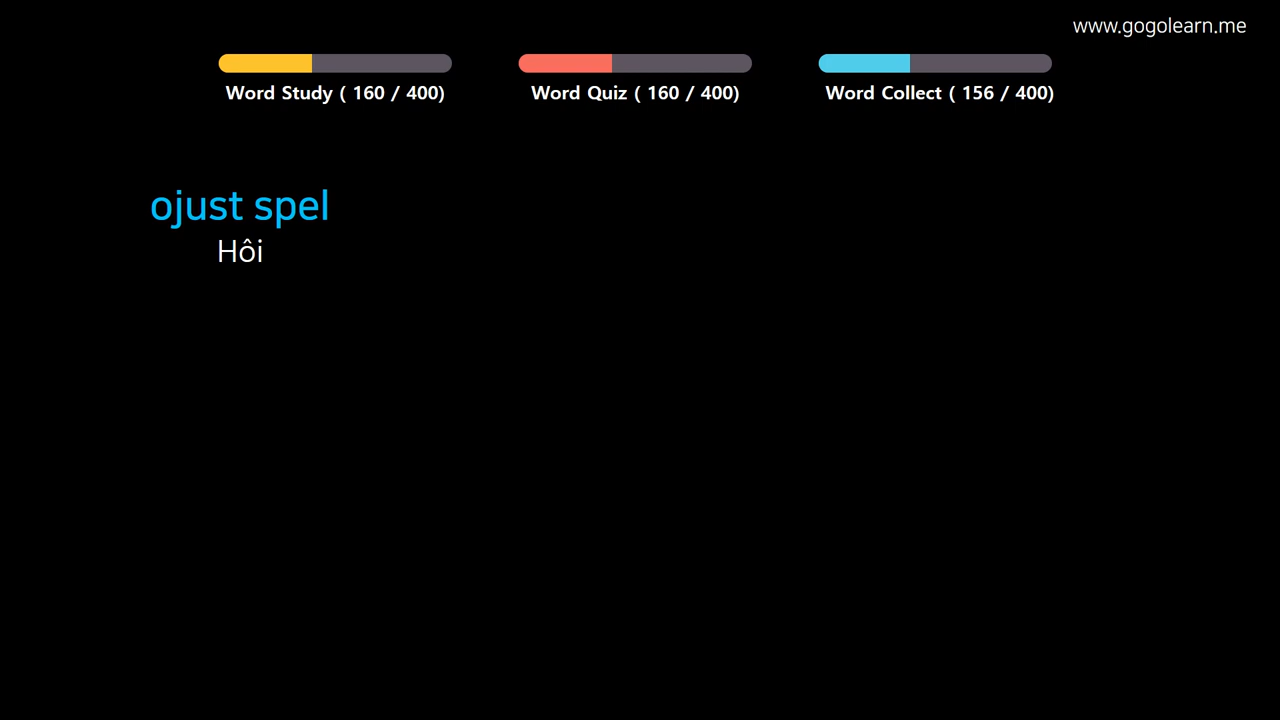 www.gogolearn.me
Word Study ( 160 / 400)
Word Quiz ( 160 / 400)
Word Collect ( 156 / 400)
ojust spel
Hôi